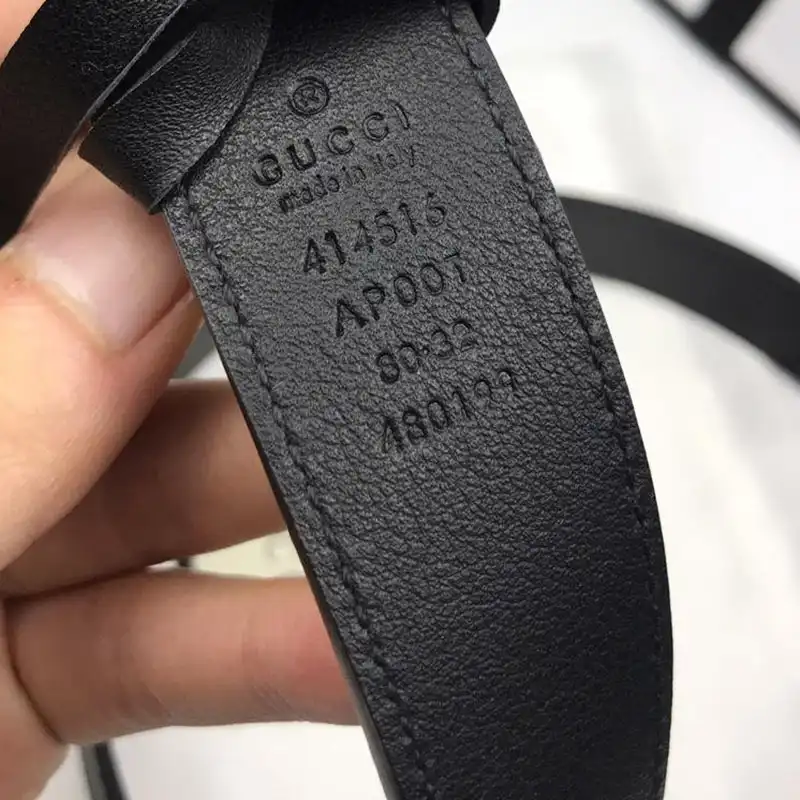 ®
GUCCI
made in Italy
414516
AP00T
80·32
480199